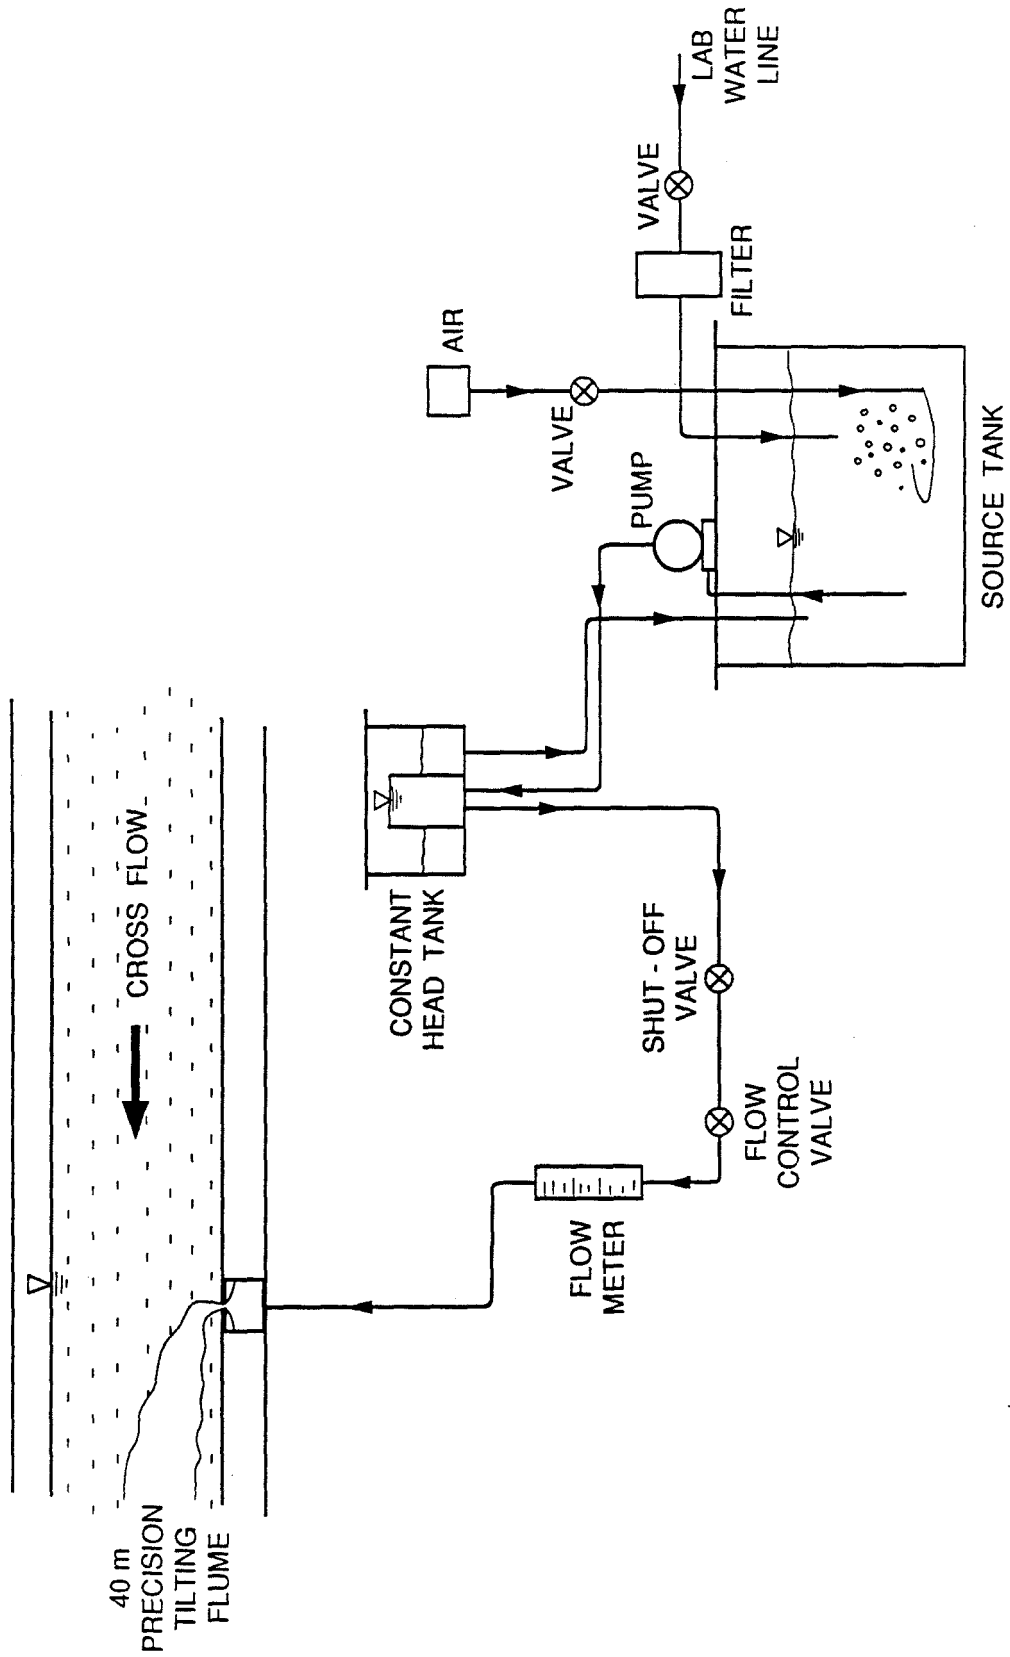 40 m
PRECISION
TILTING
FLUME
CROSS FLOW
CONSTANT
HEAD TANK
FLOW
METER
FLOW
CONTROL
VALVE
SHUT - OFF
VALVE
AIR
VALVE
PUMP
VALVE
FILTER
LAB
WATER
LINE
SOURCE TANK